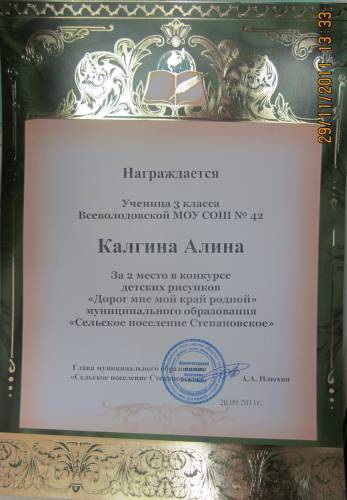 29/11/2011 13:33
Награждается
Ученица 3 класса
Всеволодовской МОУ СОШ № 42
Калгина Алина
За 2 место в конкурсе
детских рисунков
«Дорог мне мой край родной»
муниципального образования
«Сельское поселение Степановское»
Глава муниципального образования
«Сельское поселение Степановское» А.А. Плохин
20.09.2011г.